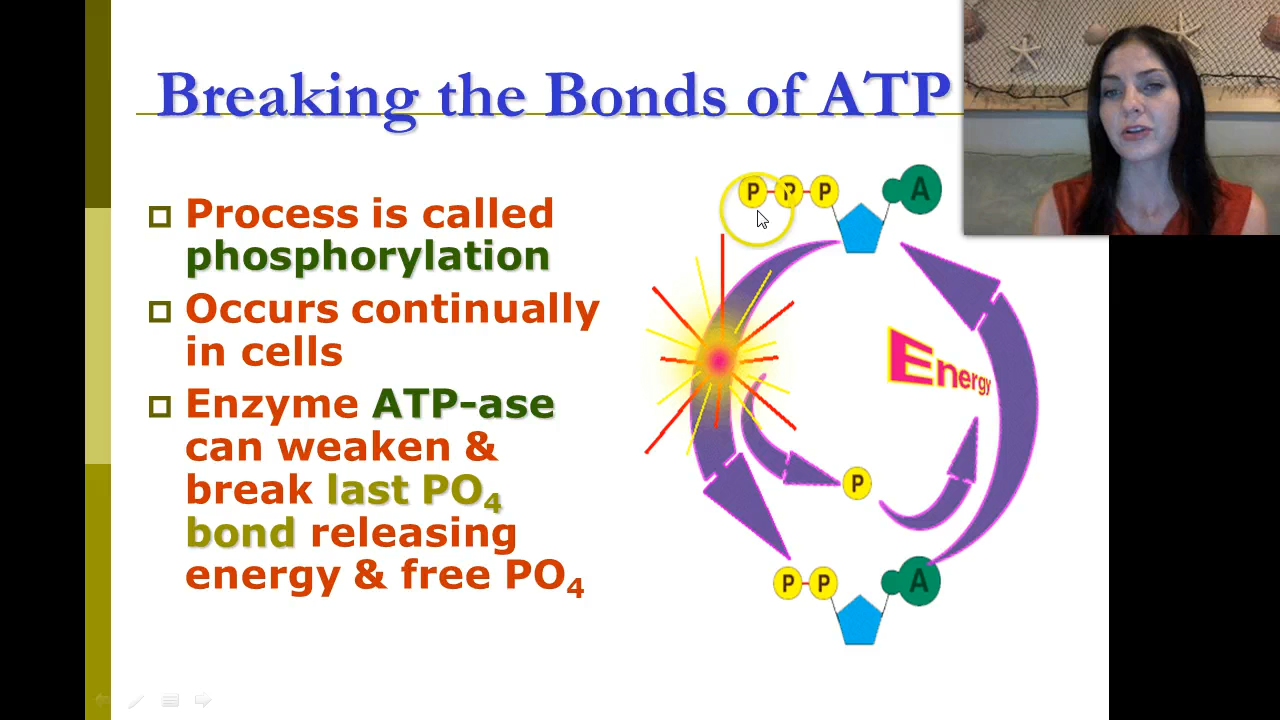 Breaking the Bonds of ATP
Process is called
phosphorylation
Occurs continually
in cells
Enzyme ATP-ase
can weaken &
break last PO₄
bond releasing
energy & free PO₄
P P P A
Energy
P
P P A